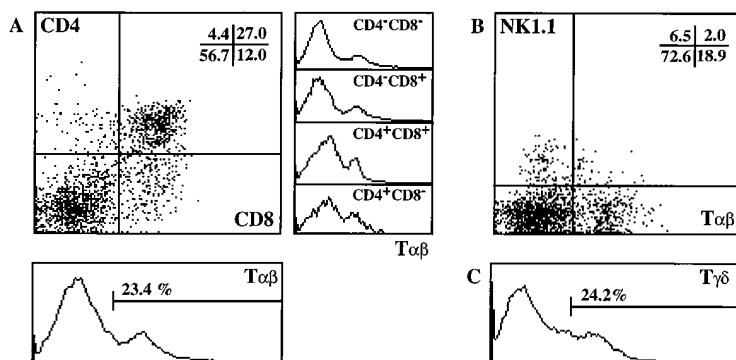 A
CD4
4.4 27.0
56.7 12.0
CD8
CD4⁻CD8⁻
CD4⁻CD8⁺
CD4⁺CD8⁺
CD4⁺CD8⁻
Tαβ
Tαβ
23.4 %
B
NK1.1
6.5 2.0
72.6 18.9
Tαβ
C
Tγδ
24.2%